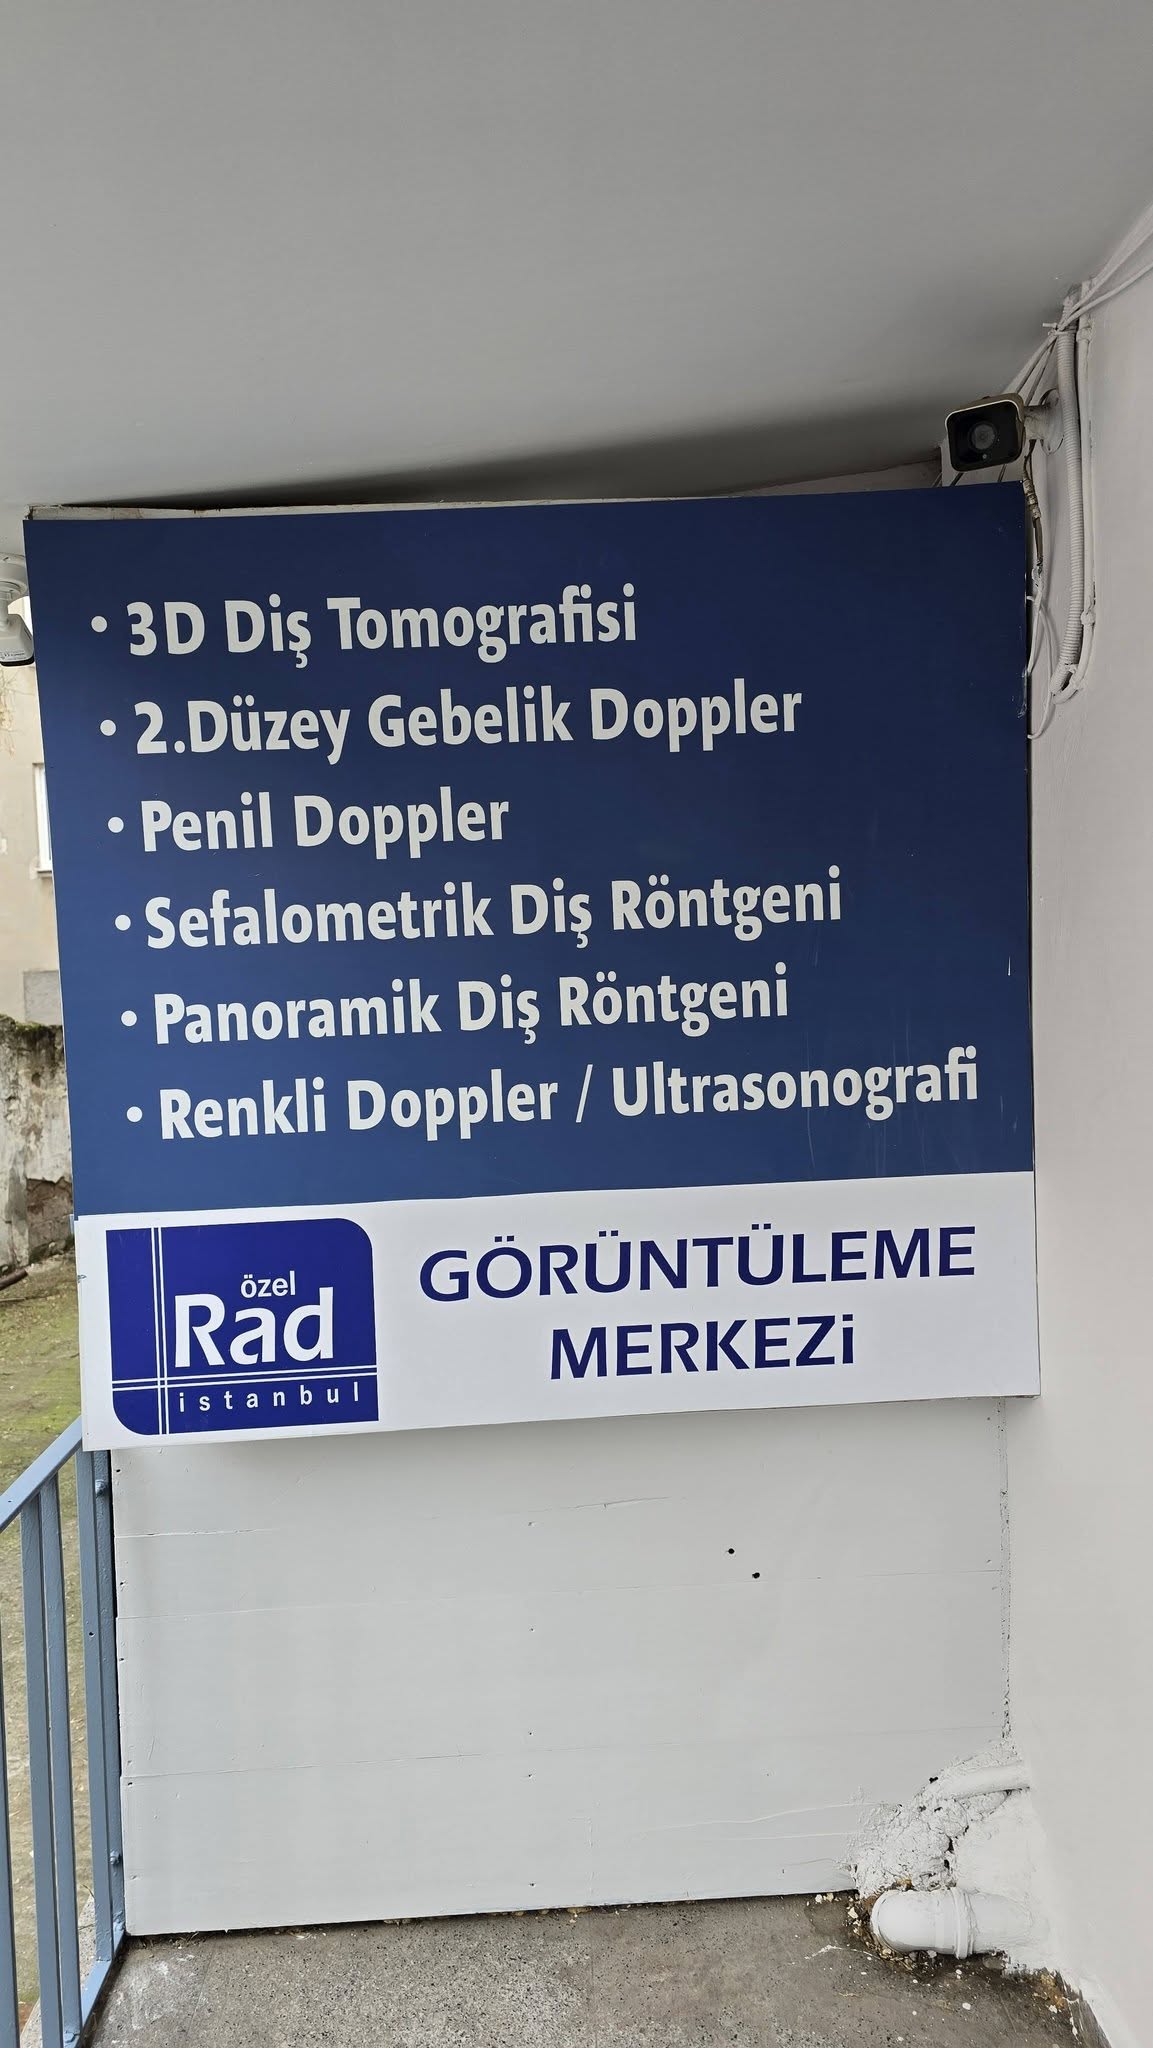 • 3D Diş Tomografisi
• 2.Düzey Gebelik Doppler
• Penil Doppler
• Sefalometrik Diş Röntgeni
• Panoramik Diş Röntgeni
• Renkli Doppler / Ultrasonografi
özel
Rad
istanbul
GÖRÜNTÜLEME
MERKEZi